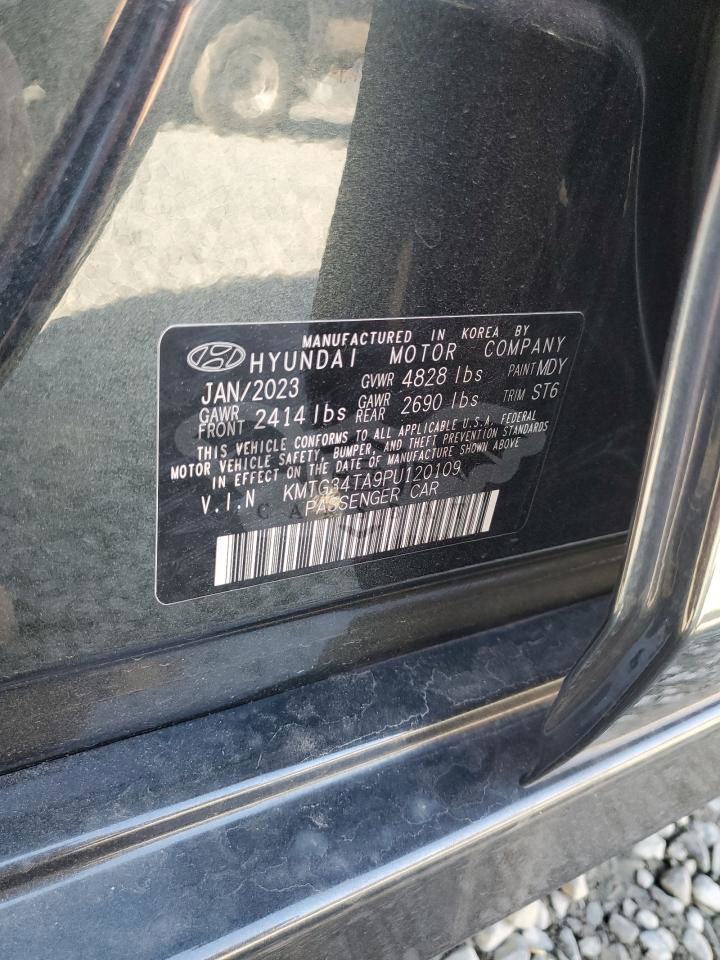 MANUFACTURED IN KOREA BY
HYUNDAI MOTOR COMPANY
JAN/2023 GVWR 4828 lbs PAINT MDY
GAWR FRONT 2414 lbs GAWR REAR 2690 lbs TRIM ST6
THIS VEHICLE CONFORMS TO ALL APPLICABLE U.S.A. FEDERAL
MOTOR VEHICLE SAFETY, BUMPER, AND THEFT PREVENTION STANDARDS
IN EFFECT ON THE DATE OF MANUFACTURE SHOWN ABOVE
V.I.N KMTG34TA9PU120109
PASSENGER CAR